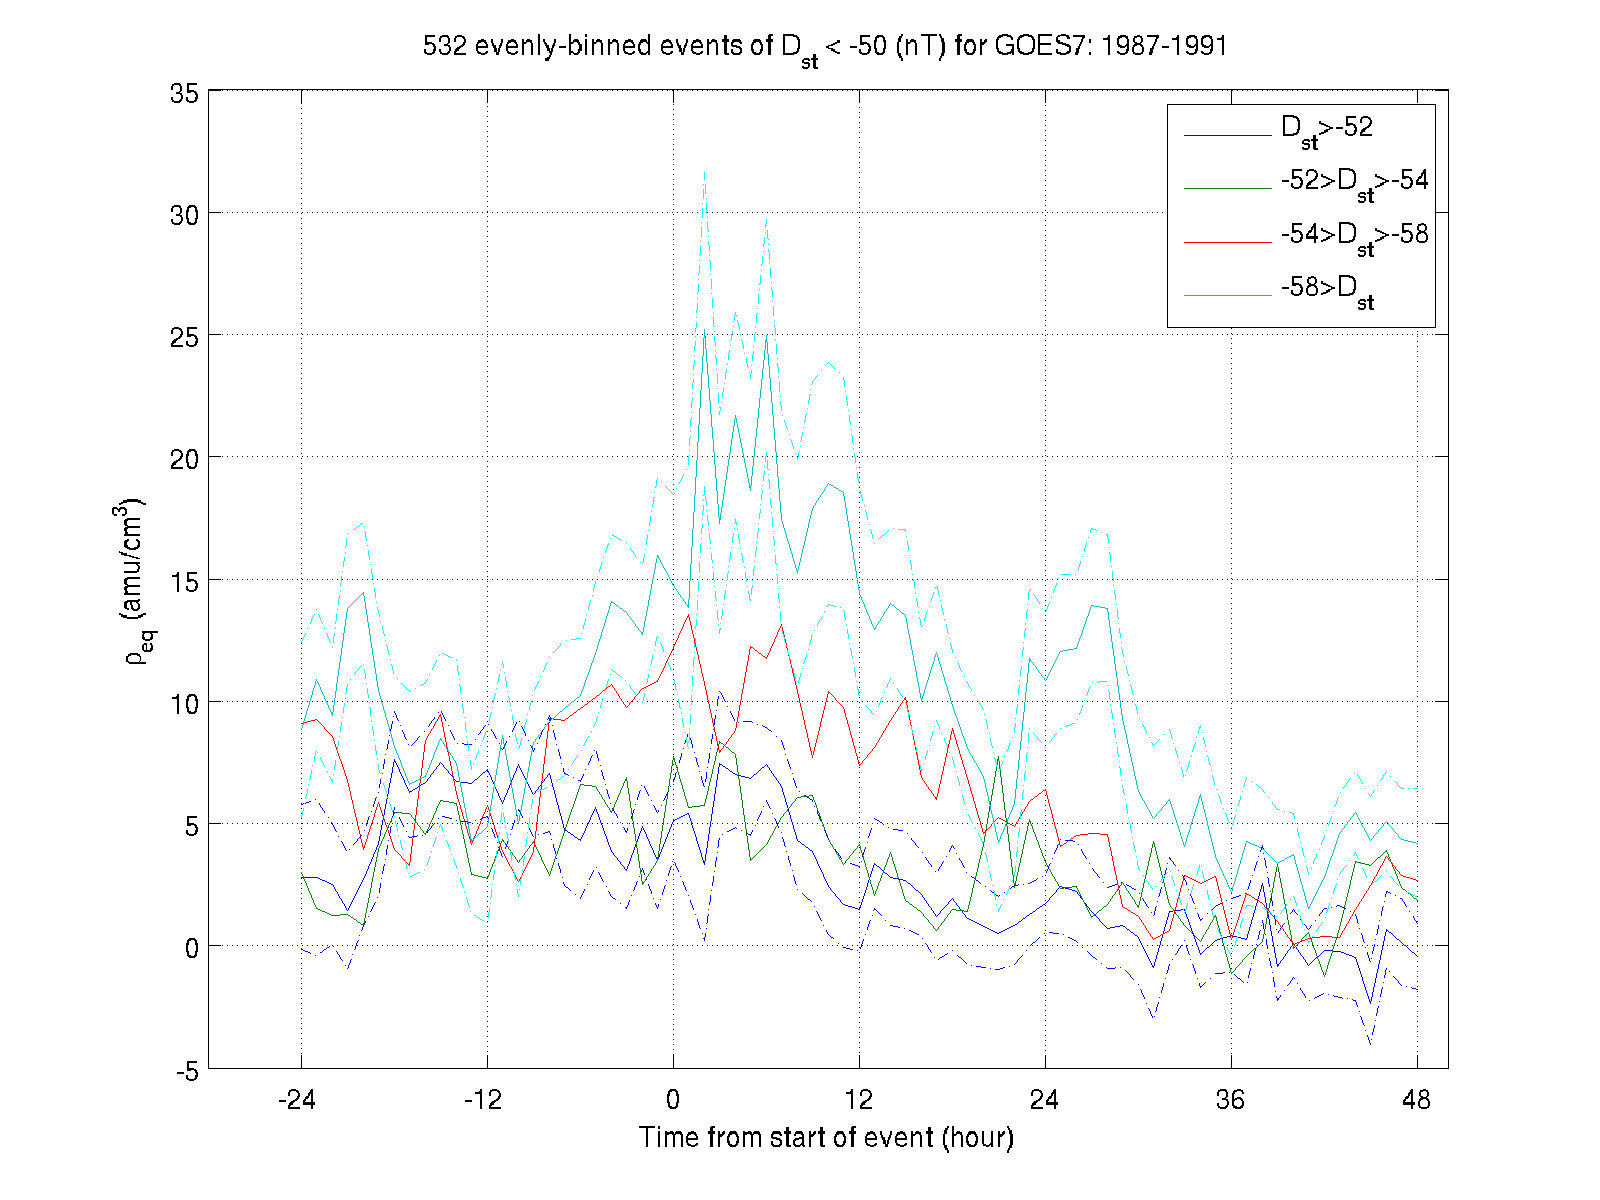 532 evenly-binned events of Dst < -50 (nT) for GOES7: 1987-1991
35
30
25
20
15
10
5
0
-5
ρeq (amu/cm3)
Dst>-52
-52>Dst>-54
-54>Dst>-58
-58>Dst
-24 -12 0 12 24 36 48
Time from start of event (hour)